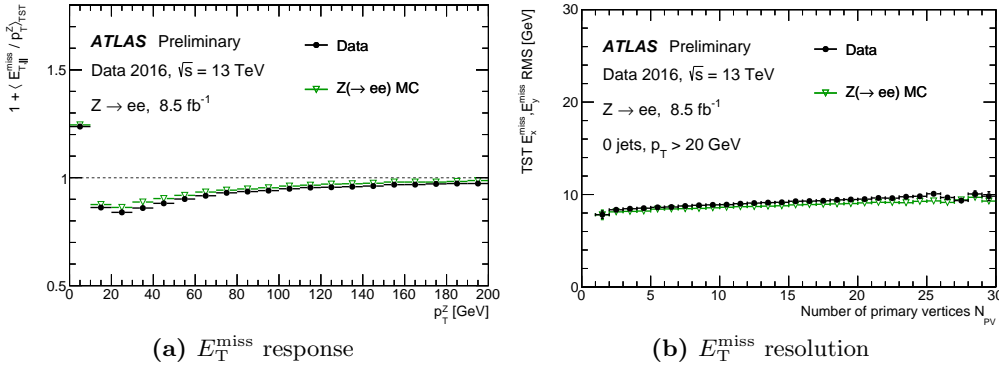 1 + ⟨ E_{T,||}^{miss} / p_T^Z ⟩_{TST}
1.5
1
0.5
ATLAS Preliminary
Data 2016, √s = 13 TeV
Z → ee, 8.5 fb⁻¹
Data
Z(→ ee) MC
0 20 40 60 80 100 120 140 160 180 200
p_T^Z [GeV]
(a) E_T^{miss} response
TST E_x^{miss}, E_y^{miss} RMS [GeV]
30
20
10
0
ATLAS Preliminary
Data 2016, √s = 13 TeV
Z → ee, 8.5 fb⁻¹
0 jets, p_T > 20 GeV
Data
Z(→ ee) MC
0 5 10 15 20 25 30
Number of primary vertices N_{PV}
(b) E_T^{miss} resolution